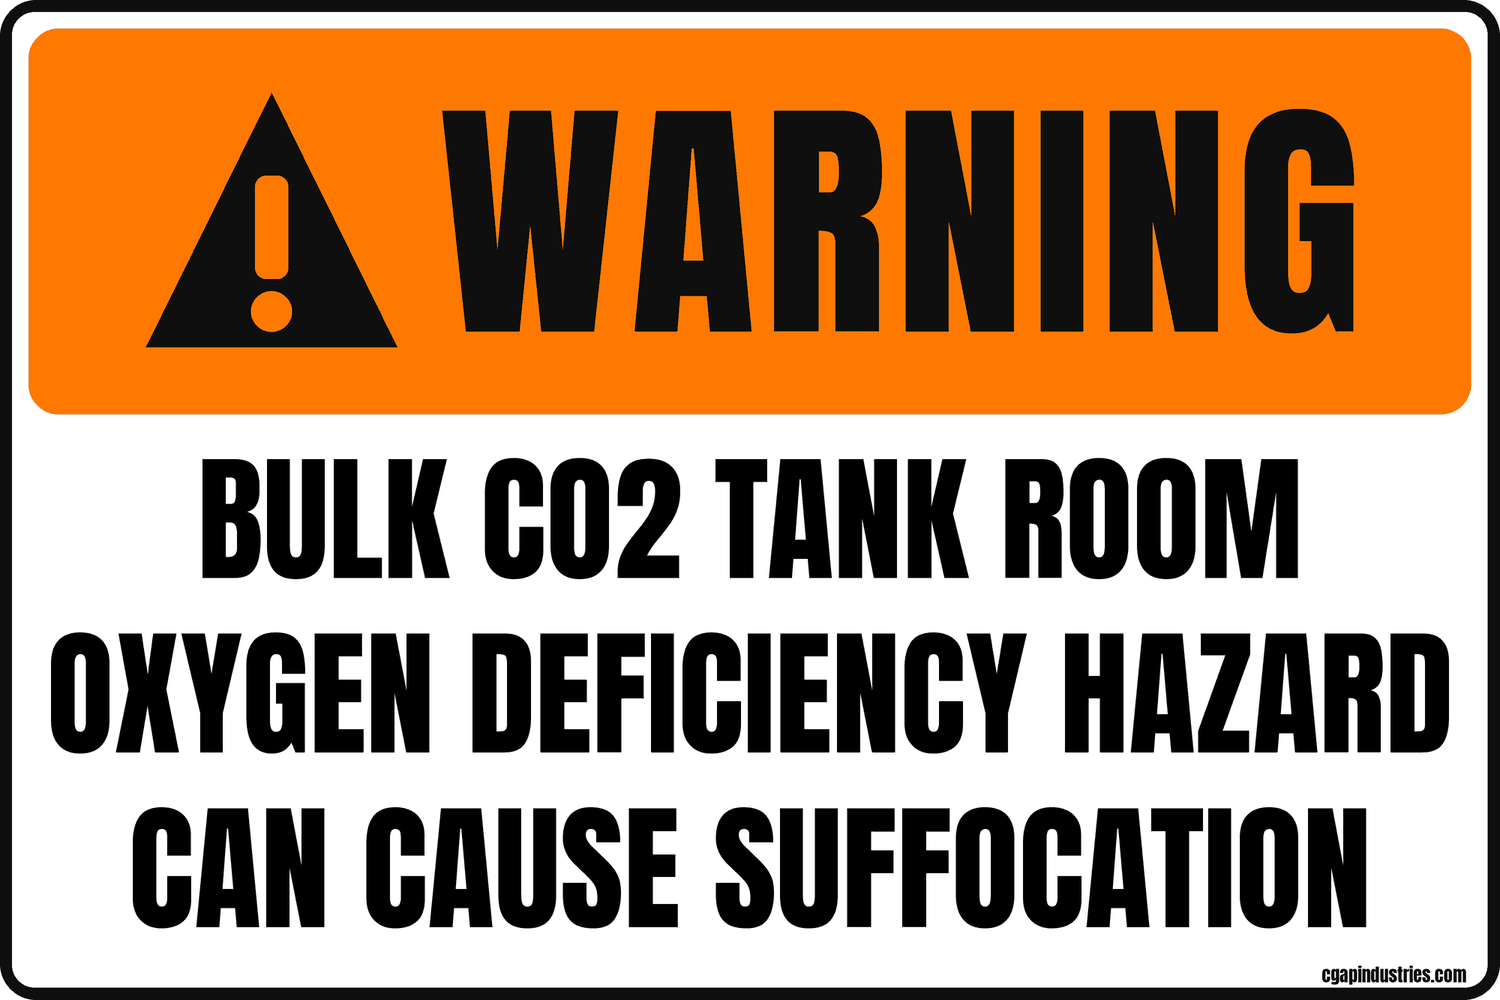 WARNING
BULK CO2 TANK ROOM
OXYGEN DEFICIENCY HAZARD
CAN CAUSE SUFFOCATION
cgapindustries.com